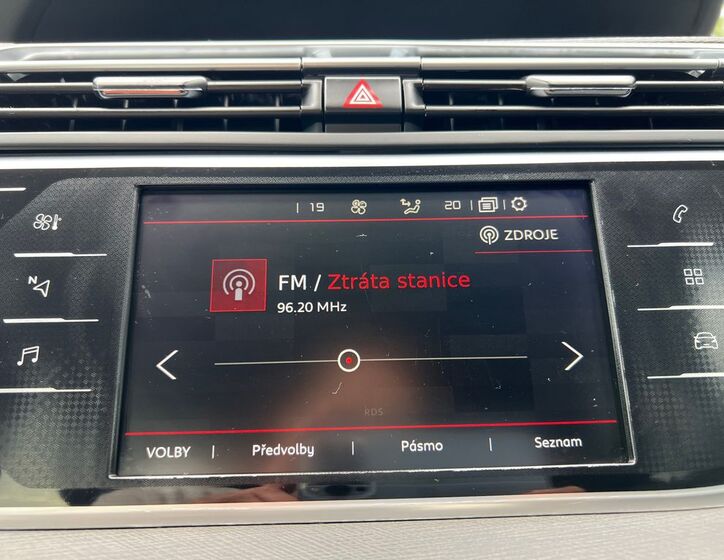 19 20
ZDROJE
FM / Ztráta stanice
96.20 MHz
RDS
VOLBY Předvolby Pásmo Seznam
N